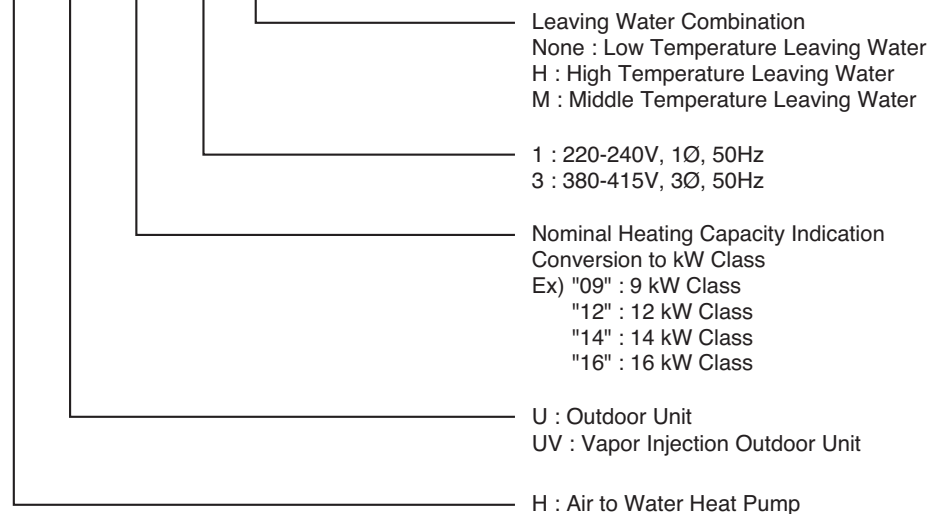 Leaving Water Combination
None : Low Temperature Leaving Water
H : High Temperature Leaving Water
M : Middle Temperature Leaving Water
1 : 220-240V, 1Ø, 50Hz
3 : 380-415V, 3Ø, 50Hz
Nominal Heating Capacity Indication
Conversion to kW Class
Ex) "09" : 9 kW Class
"12" : 12 kW Class
"14" : 14 kW Class
"16" : 16 kW Class
U : Outdoor Unit
UV : Vapor Injection Outdoor Unit
H : Air to Water Heat Pump